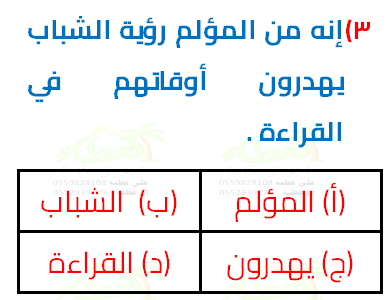 ٣)إنه من المؤلم رؤية الشباب
يهدرون أوقاتهم في
القراءة .
(أ) المؤلم (ب) الشباب
(ج) يهدرون (د) القراءة